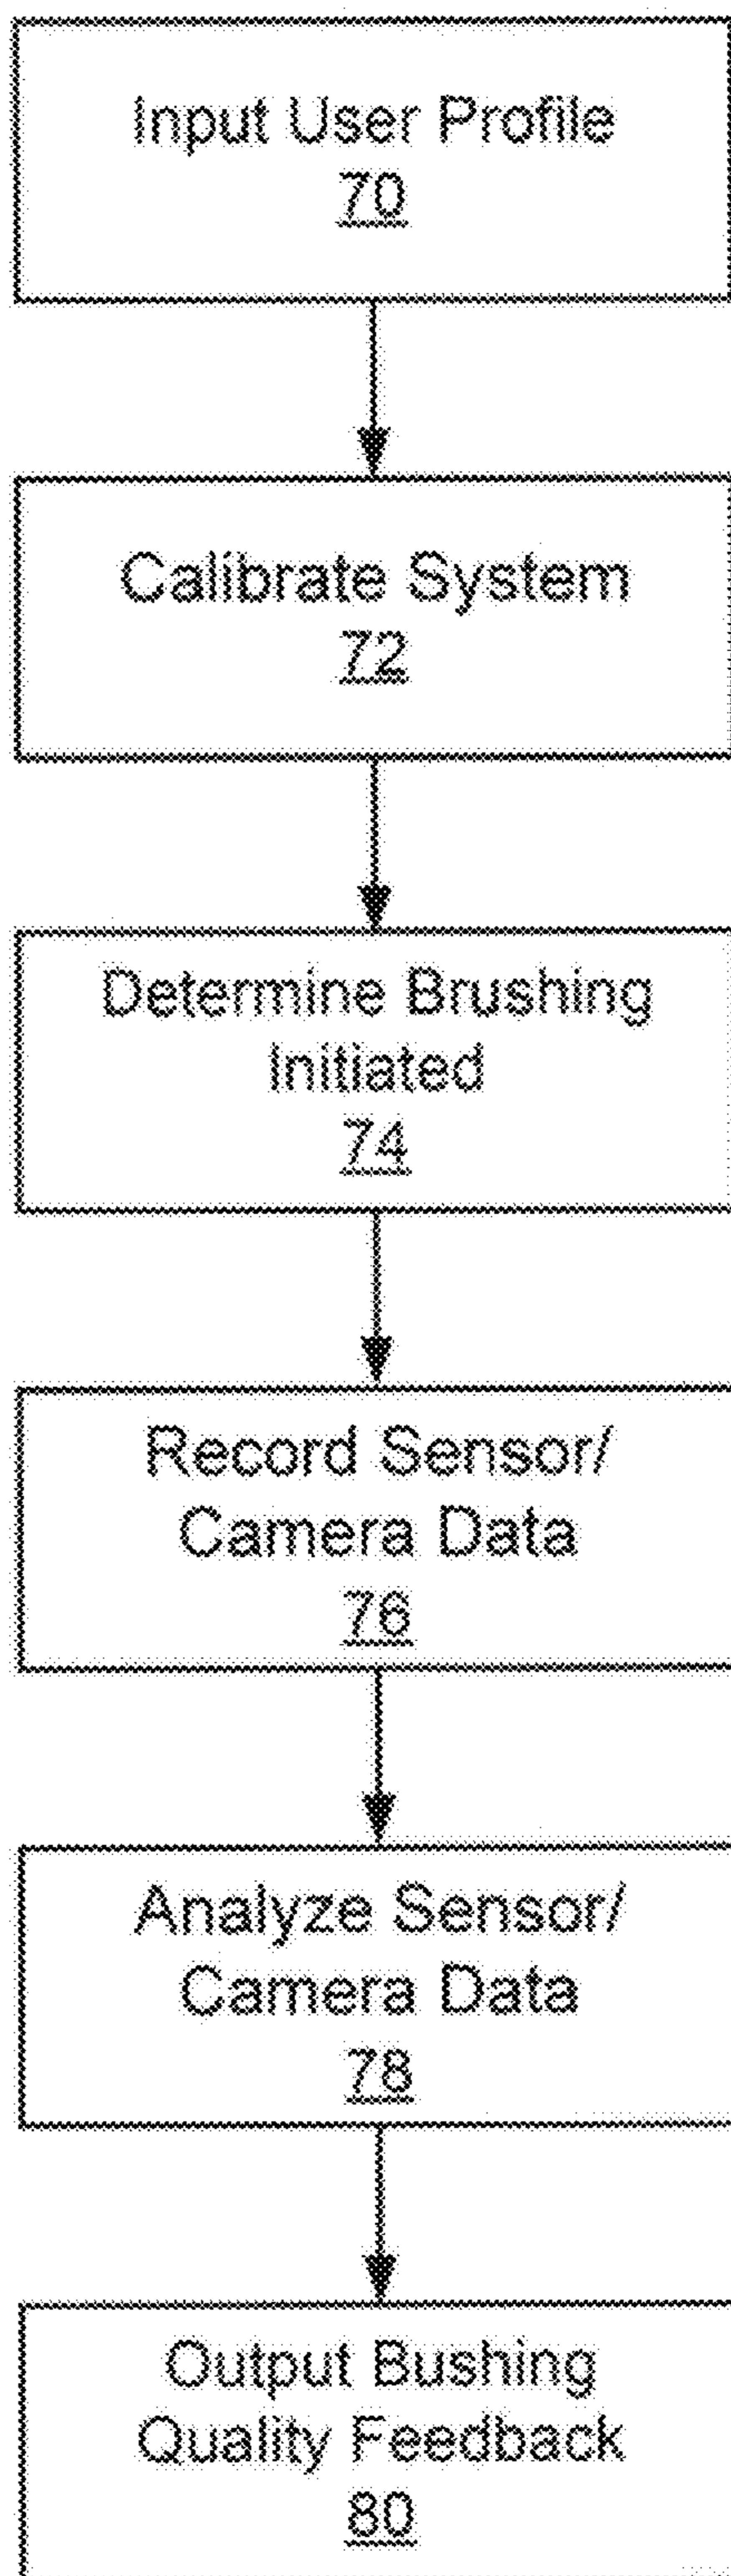 Input User Profile
70
Calibrate System
72
Determine Brushing
Initiated
74
Record Sensor/
Camera Data
76
Analyze Sensor/
Camera Data
78
Output Bushing
Quality Feedback
80